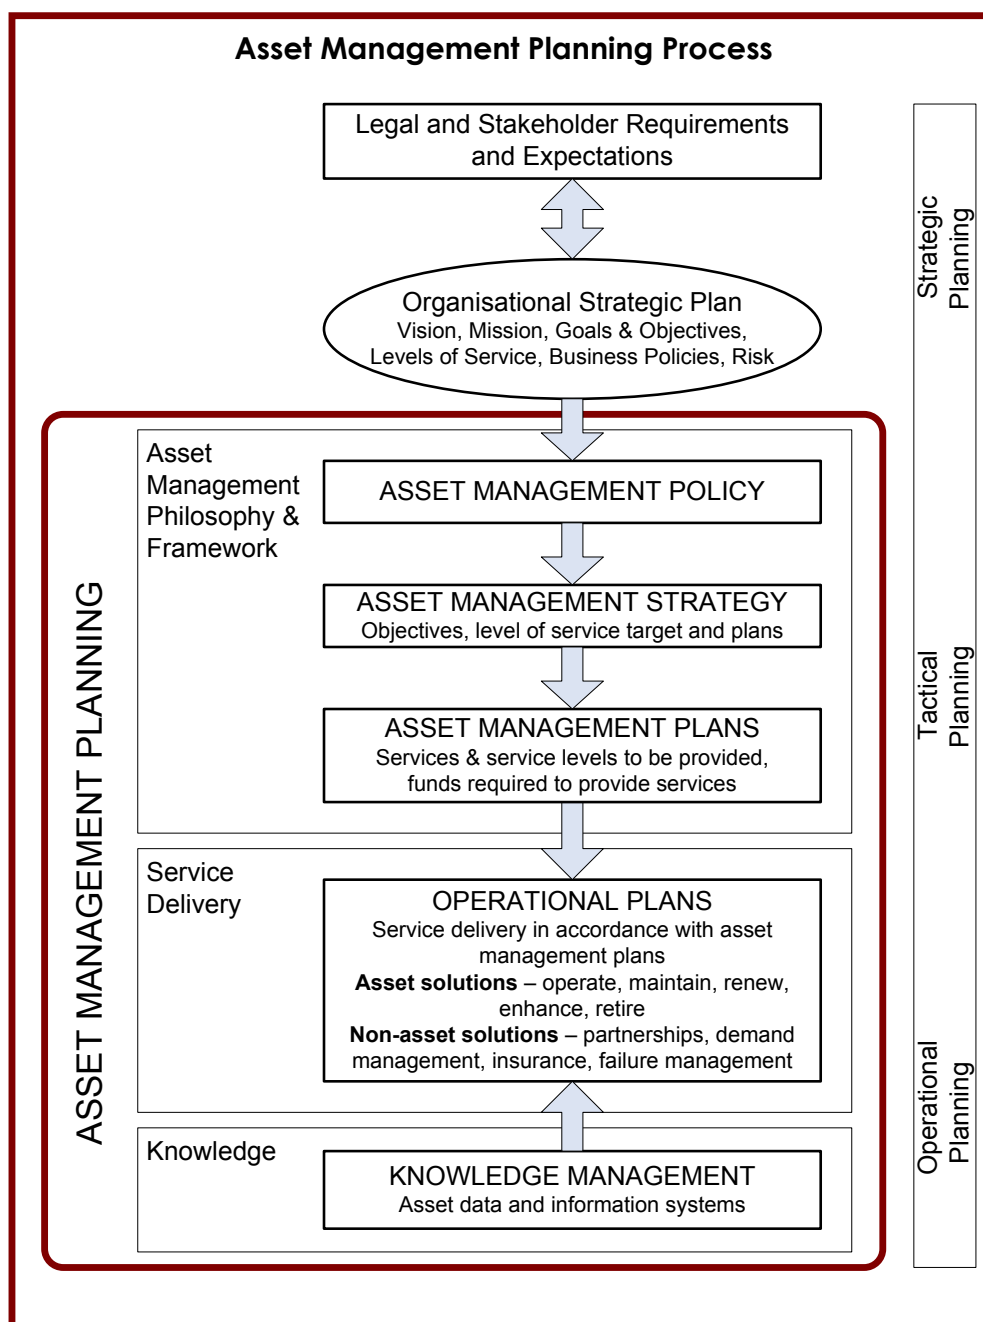 Asset Management Planning Process
Legal and Stakeholder Requirements
and Expectations
Organisational Strategic Plan
Vision, Mission, Goals & Objectives,
Levels of Service, Business Policies, Risk
Strategic
Planning
ASSET MANAGEMENT PLANNING
Asset
Management
Philosophy &
Framework
ASSET MANAGEMENT POLICY
ASSET MANAGEMENT STRATEGY
Objectives, level of service target and plans
ASSET MANAGEMENT PLANS
Services & service levels to be provided,
funds required to provide services
Tactical
Planning
Service
Delivery
OPERATIONAL PLANS
Service delivery in accordance with asset
management plans
Asset solutions – operate, maintain, renew,
enhance, retire
Non-asset solutions – partnerships, demand
management, insurance, failure management
Operational
Planning
Knowledge
KNOWLEDGE MANAGEMENT
Asset data and information systems